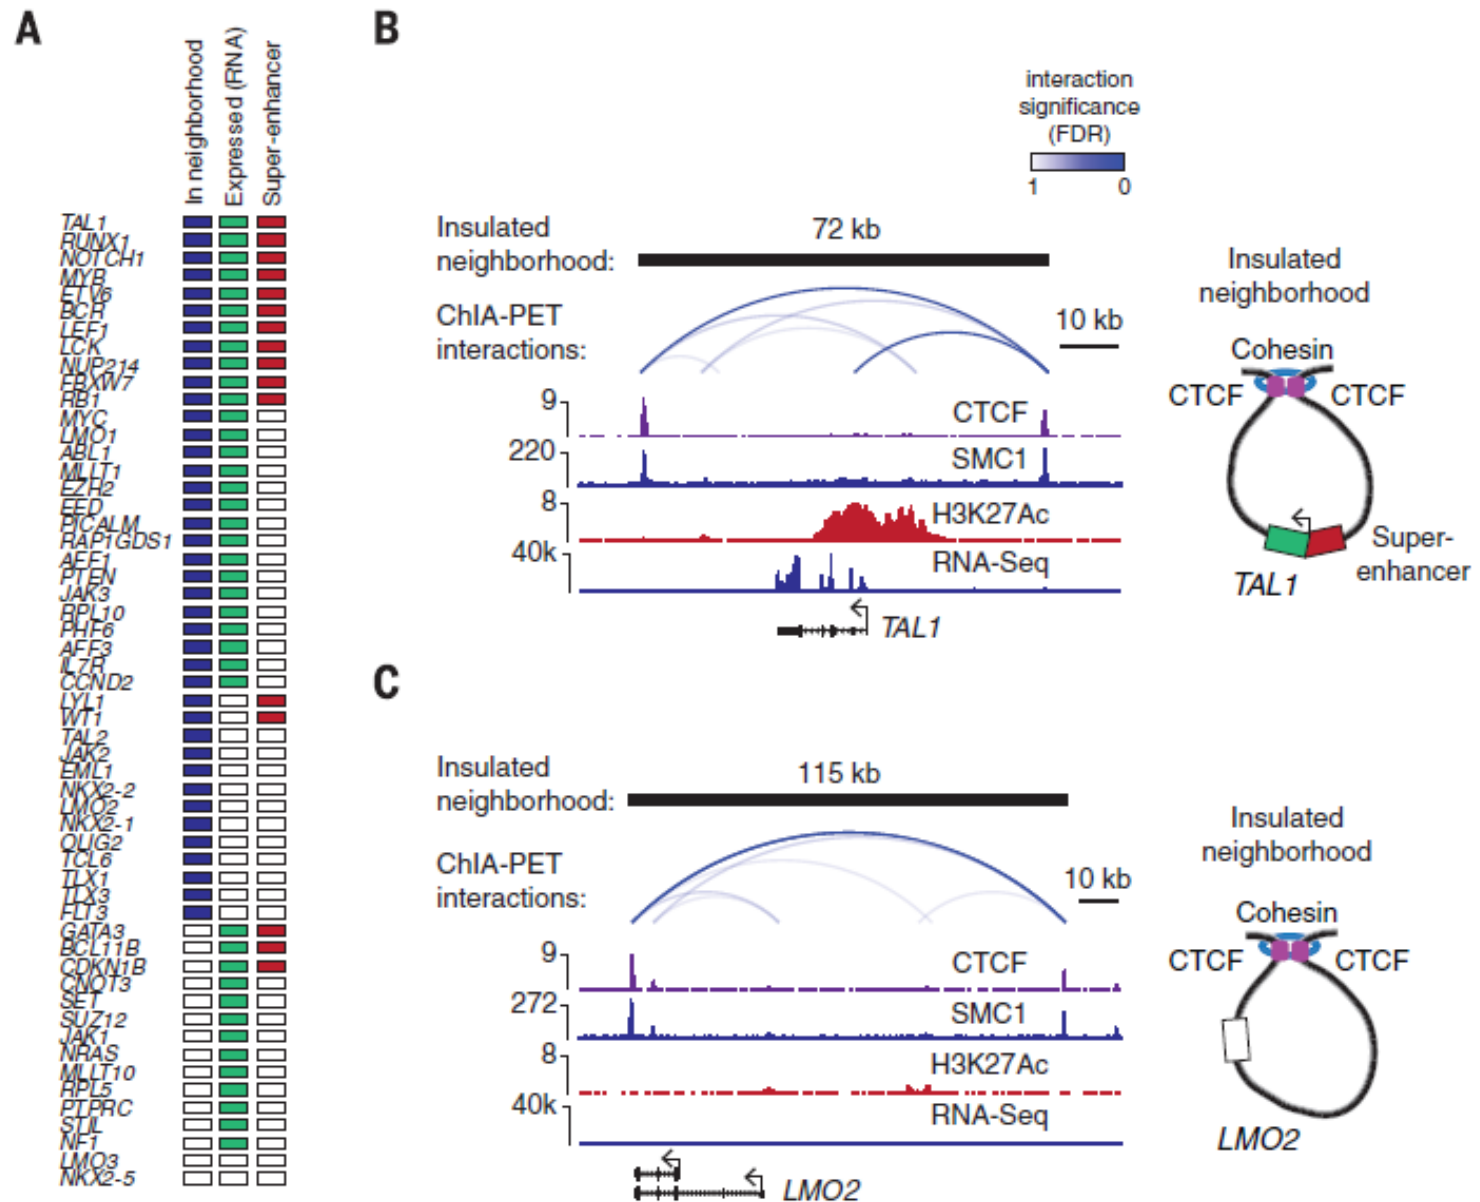 A
In neighborhood
Expressed (RNA)
Super-enhancer
TAL1
RUNX1
NOTCH1
MYB
ETV6
BCR
LEF1
LCK
NUP214
FBXW7
RB1
MYC
LMO1
ABL1
MLLT1
EZH2
EED
PICALM
RAP1GDS1
AFF1
PTEN
JAK3
RPL10
PHF6
AFF3
IL7R
CCND2
LYL1
WT1
TAL2
JAK2
EML1
NKX2-2
LMO2
NKX2-1
OLIG2
TCL6
TLX1
TLX3
FLT3
GATA3
BCL11B
CDKN1B
CNOT3
SET
SUZ12
JAK1
NRAS
MLLT10
RPL5
PTPRC
STIL
NF1
LMO3
NKX2-5
B
interaction
significance
(FDR)
1 0
Insulated
neighborhood:
72 kb
ChIA-PET
interactions:
10 kb
9
CTCF
220
SMC1
8
H3K27Ac
40k
RNA-Seq
TAL1
Insulated
neighborhood
Cohesin
CTCF CTCF
Super-
enhancer
TAL1
C
Insulated
neighborhood:
115 kb
ChIA-PET
interactions:
10 kb
9
CTCF
272
SMC1
8
H3K27Ac
40k
RNA-Seq
LMO2
Insulated
neighborhood
Cohesin
CTCF CTCF
LMO2